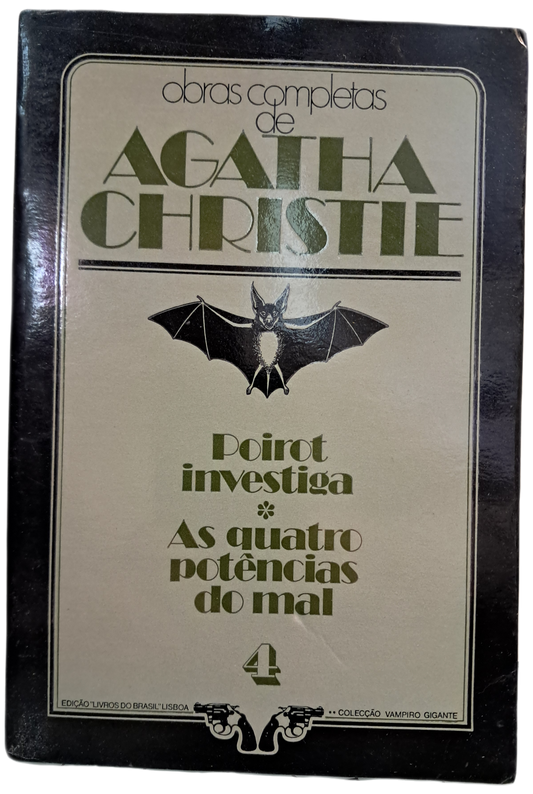 obras completas
de
AGATHA
CHRISTIE
Poirot
investiga
*
As quatro
potências
do mal
4
EDIÇÃO "LIVROS DO BRASIL" LISBOA
** COLECÇÃO VAMPIRO GIGANTE